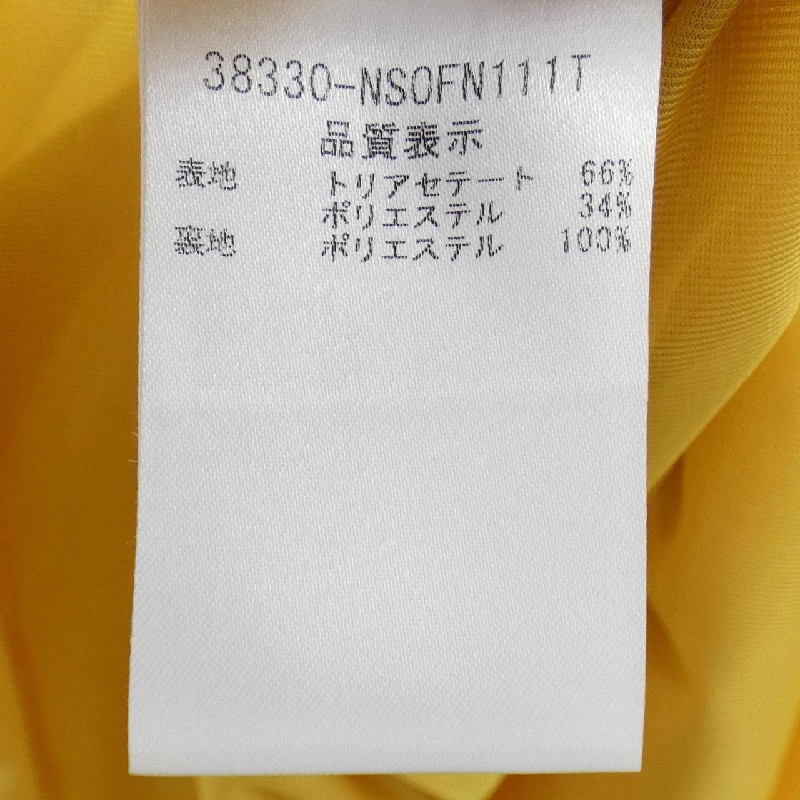 38330-NSOFN111T
品質表示
表地 トリアセテート 66%
ポリエステル 34%
裏地 ポリエステル 100%